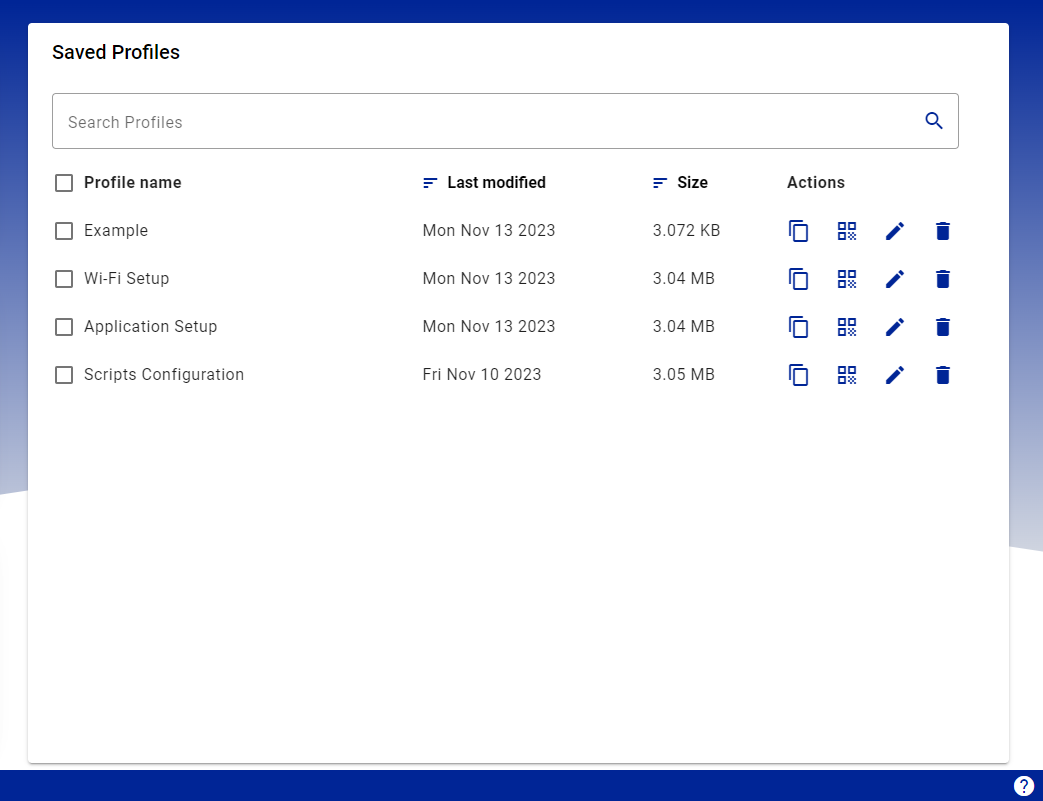 Saved Profiles
Search Profiles
Profile name Last modified Size Actions
Example Mon Nov 13 2023 3.072 KB
Wi-Fi Setup Mon Nov 13 2023 3.04 MB
Application Setup Mon Nov 13 2023 3.04 MB
Scripts Configuration Fri Nov 10 2023 3.05 MB
?